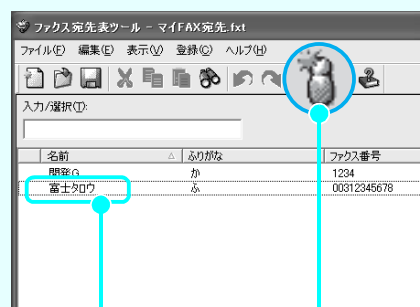 ファクス宛先表ツール - マイFAX宛先.fxt
ファイル(F) 編集(E) 表示(V) 登録(C) ヘルプ(H)
入力/選択(T):
名前 ふりがな ファクス番号
開発G か 1234
富士タロウ ふ 00312345678